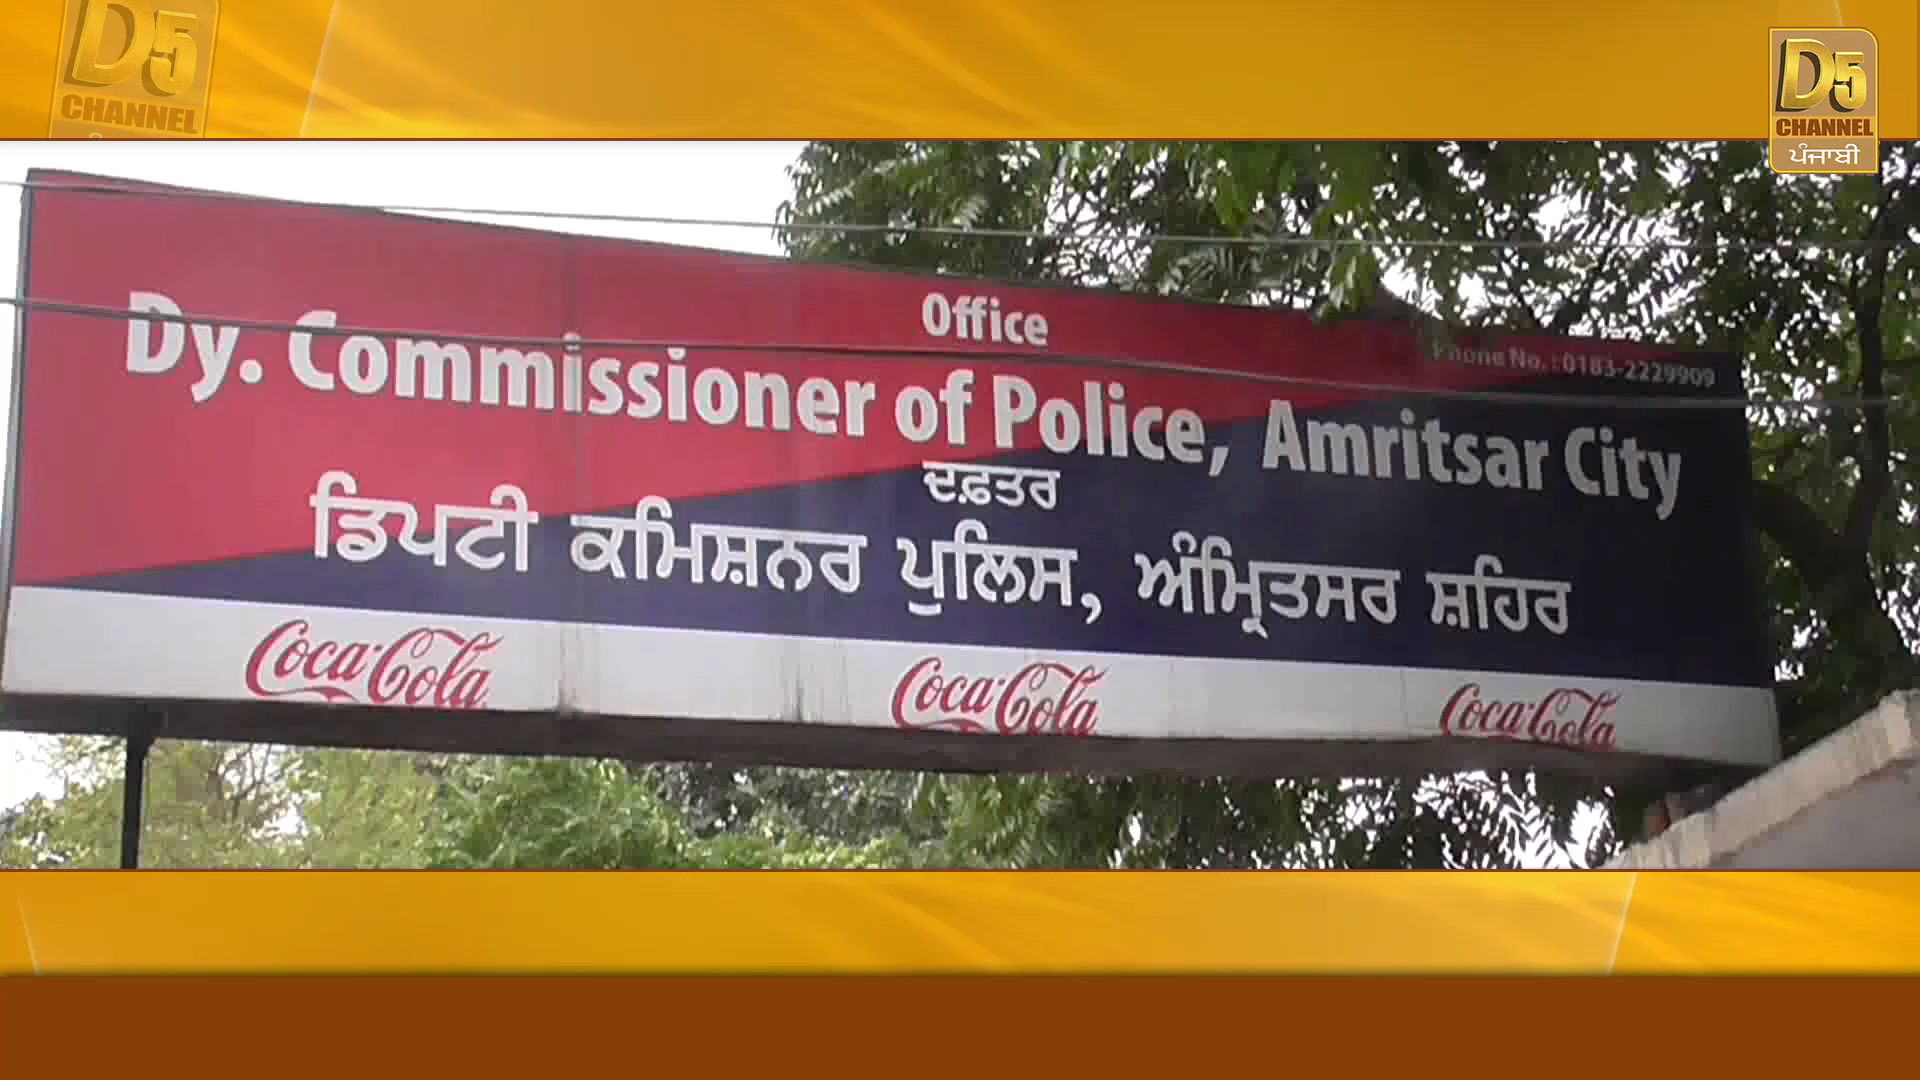 D5
CHANNEL
D5
CHANNEL
ਪੰਜਾਬੀ
Office
Phone No. : 0183-2229909
Dy. Commissioner of Police, Amritsar City
ਦਫ਼ਤਰ
ਡਿਪਟੀ ਕਮਿਸ਼ਨਰ ਪੁਲਿਸ, ਅੰਮ੍ਰਿਤਸਰ ਸ਼ਹਿਰ
Coca-Cola Coca-Cola Coca-Cola